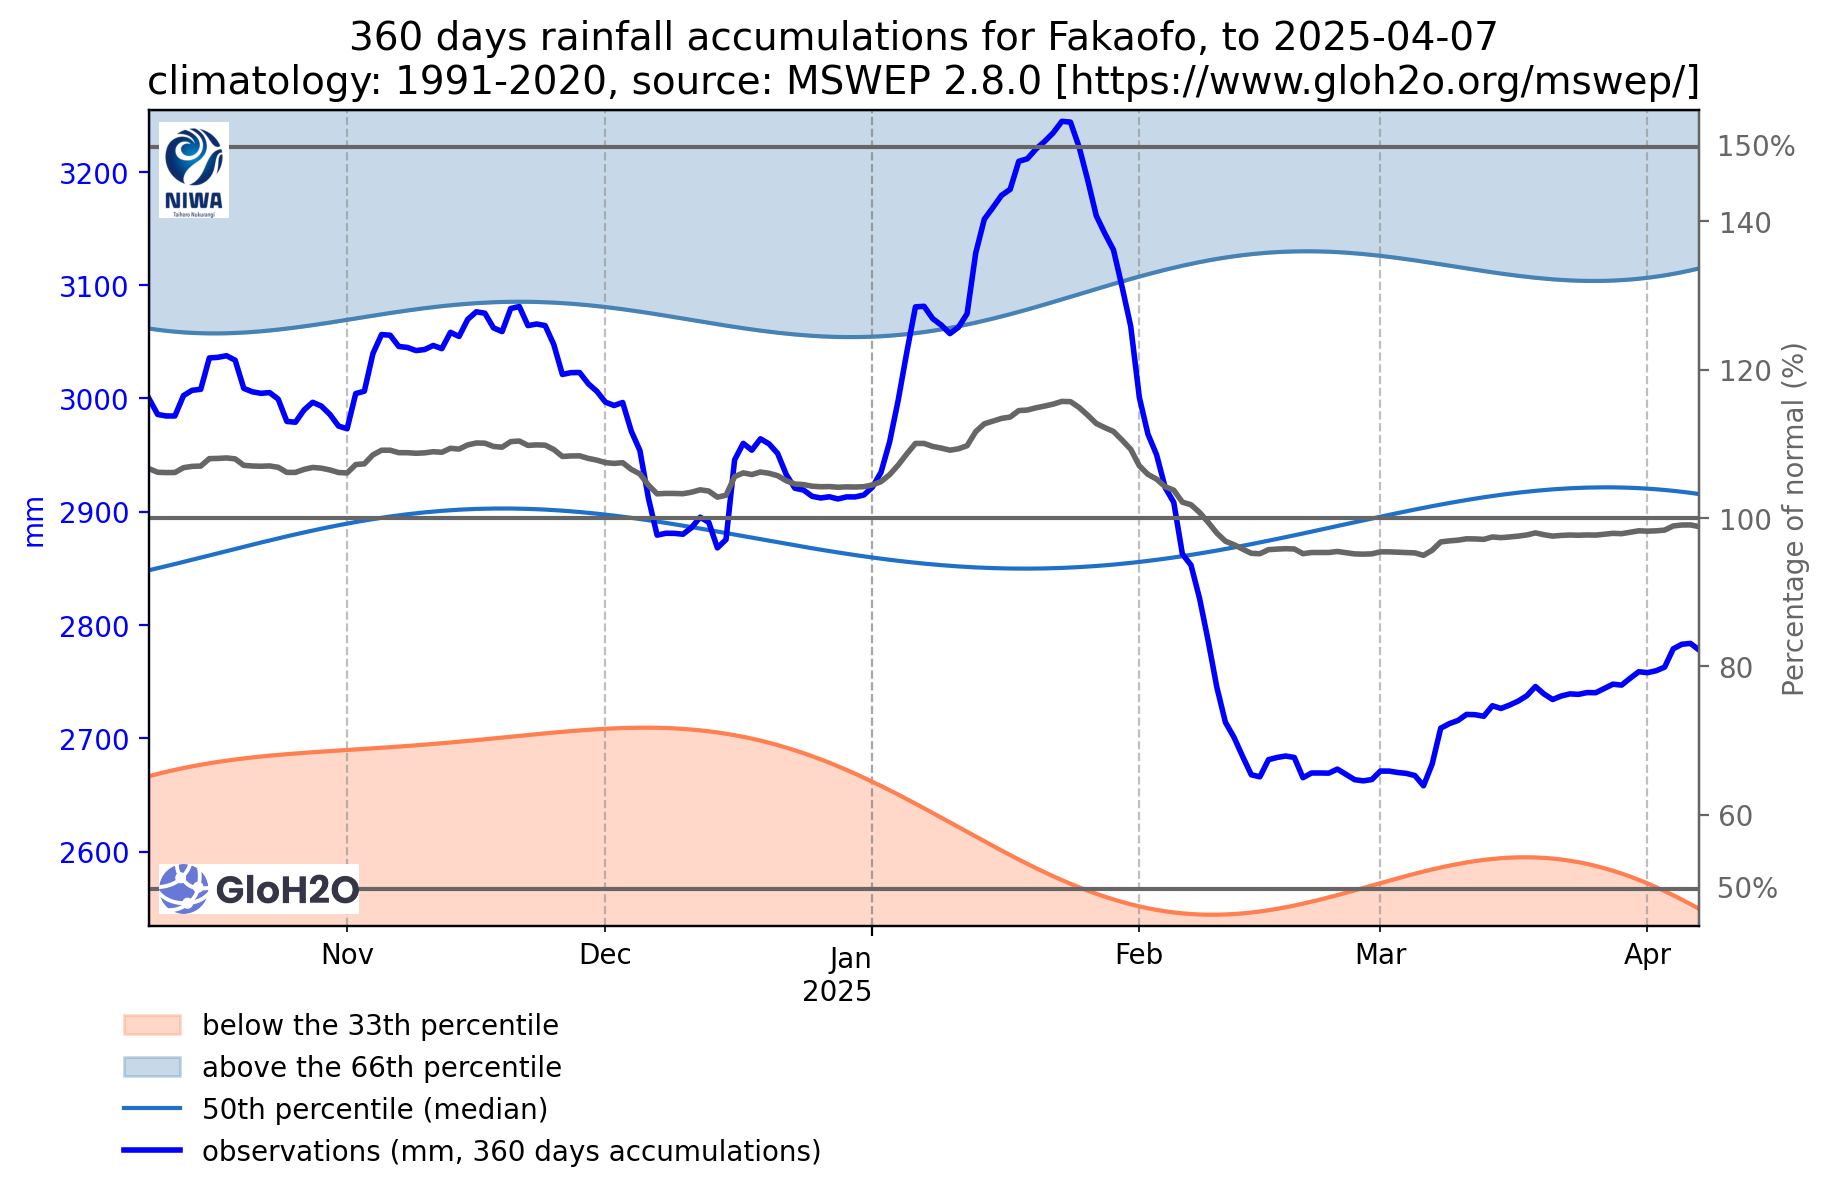 360 days rainfall accumulations for Fakaofo, to 2025-04-07
climatology: 1991-2020, source: MSWEP 2.8.0 [https://www.gloh2o.org/mswep/]
NIWA
Taihoro Nukurangi
3200
3100
3000
2900
2800
2700
2600
mm
150%
140
120
100
80
60
50%
Percentage of normal (%)
GloH2O
Nov
Dec
Jan
2025
Feb
Mar
Apr
below the 33th percentile
above the 66th percentile
50th percentile (median)
observations (mm, 360 days accumulations)